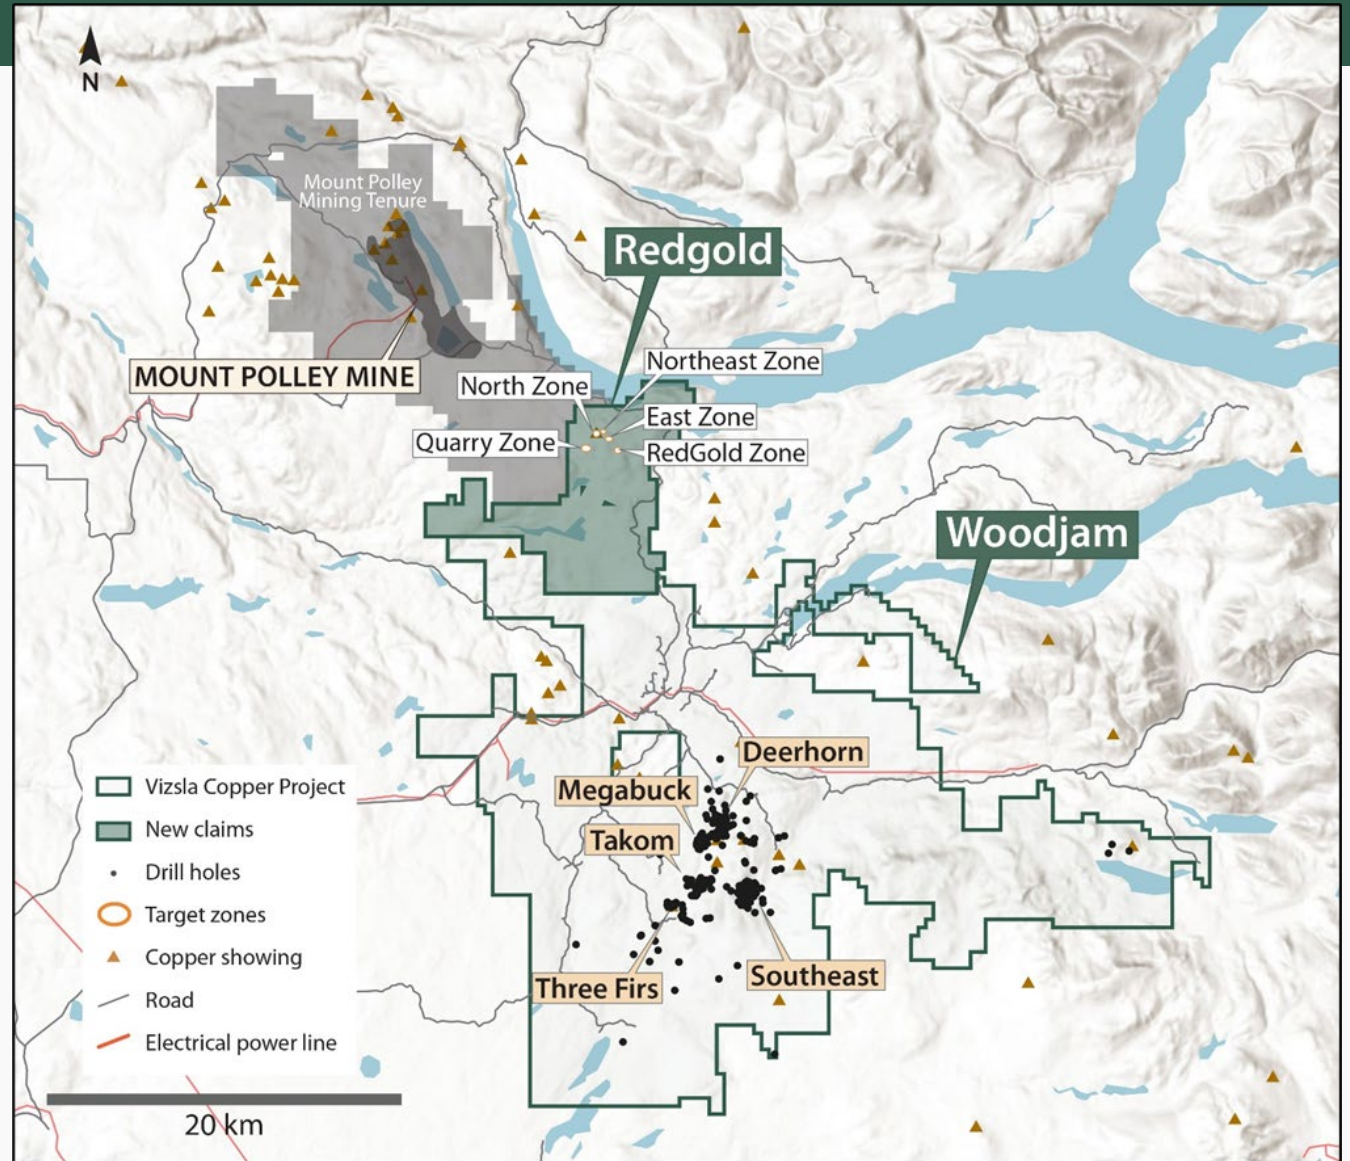 N
Mount Polley
Mining Tenure
Redgold
Northeast Zone
MOUNT POLLEY MINE
North Zone
East Zone
Quarry Zone
RedGold Zone
Woodjam
Deerhorn
Megabuck
Takom
Three Firs
Southeast
Vizsla Copper Project
New claims
Drill holes
Target zones
Copper showing
Road
Electrical power line
20 km